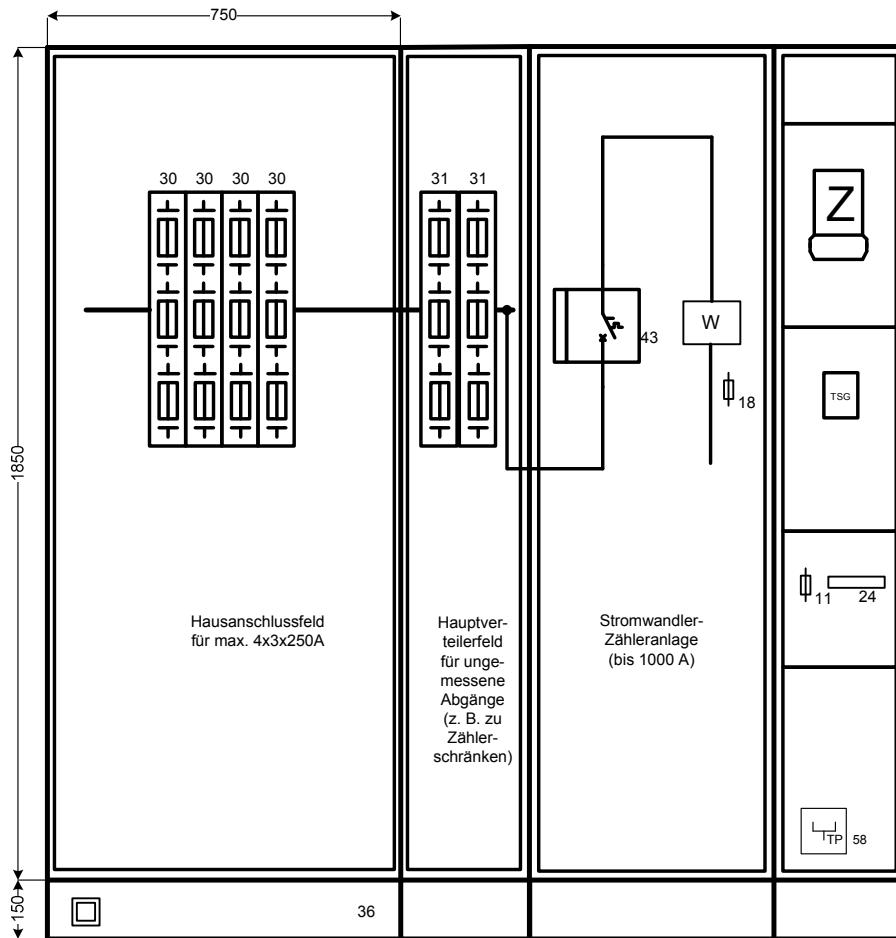 750
1850
150
30 30 30 30
31 31
Z
W
43
18
TSG
11 24
Hausanschlussfeld
für max. 4x3x250A
Hauptver-
teilerfeld
für unge-
messene
Abgänge
(z. B. zu
Zähler-
schränken)
Stromwandler-
Zähleranlage
(bis 1000 A)
TP 58
36